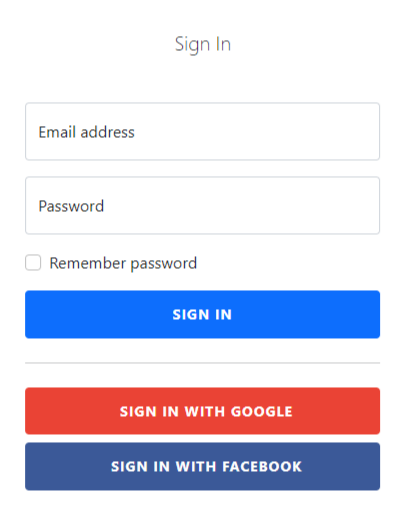 Sign In
Email address
Password
Remember password
SIGN IN
SIGN IN WITH GOOGLE
SIGN IN WITH FACEBOOK